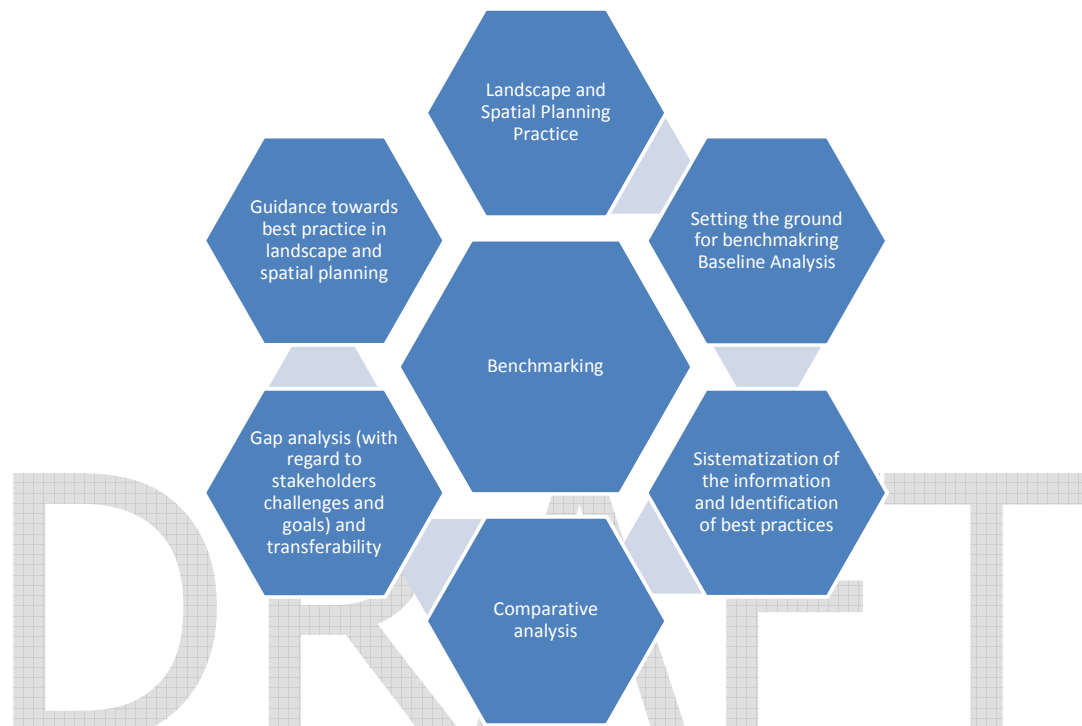 Landscape and
Spatial Planning
Practice
Setting the ground
for benchmakring
Baseline Analysis
Sistematization of
the information
and Identification
of best practices
Comparative
analysis
Gap analysis (with
regard to
stakeholders
challenges and
goals) and
transferability
Guidance towards
best practice in
landscape and
spatial planning
Benchmarking
DRAFT